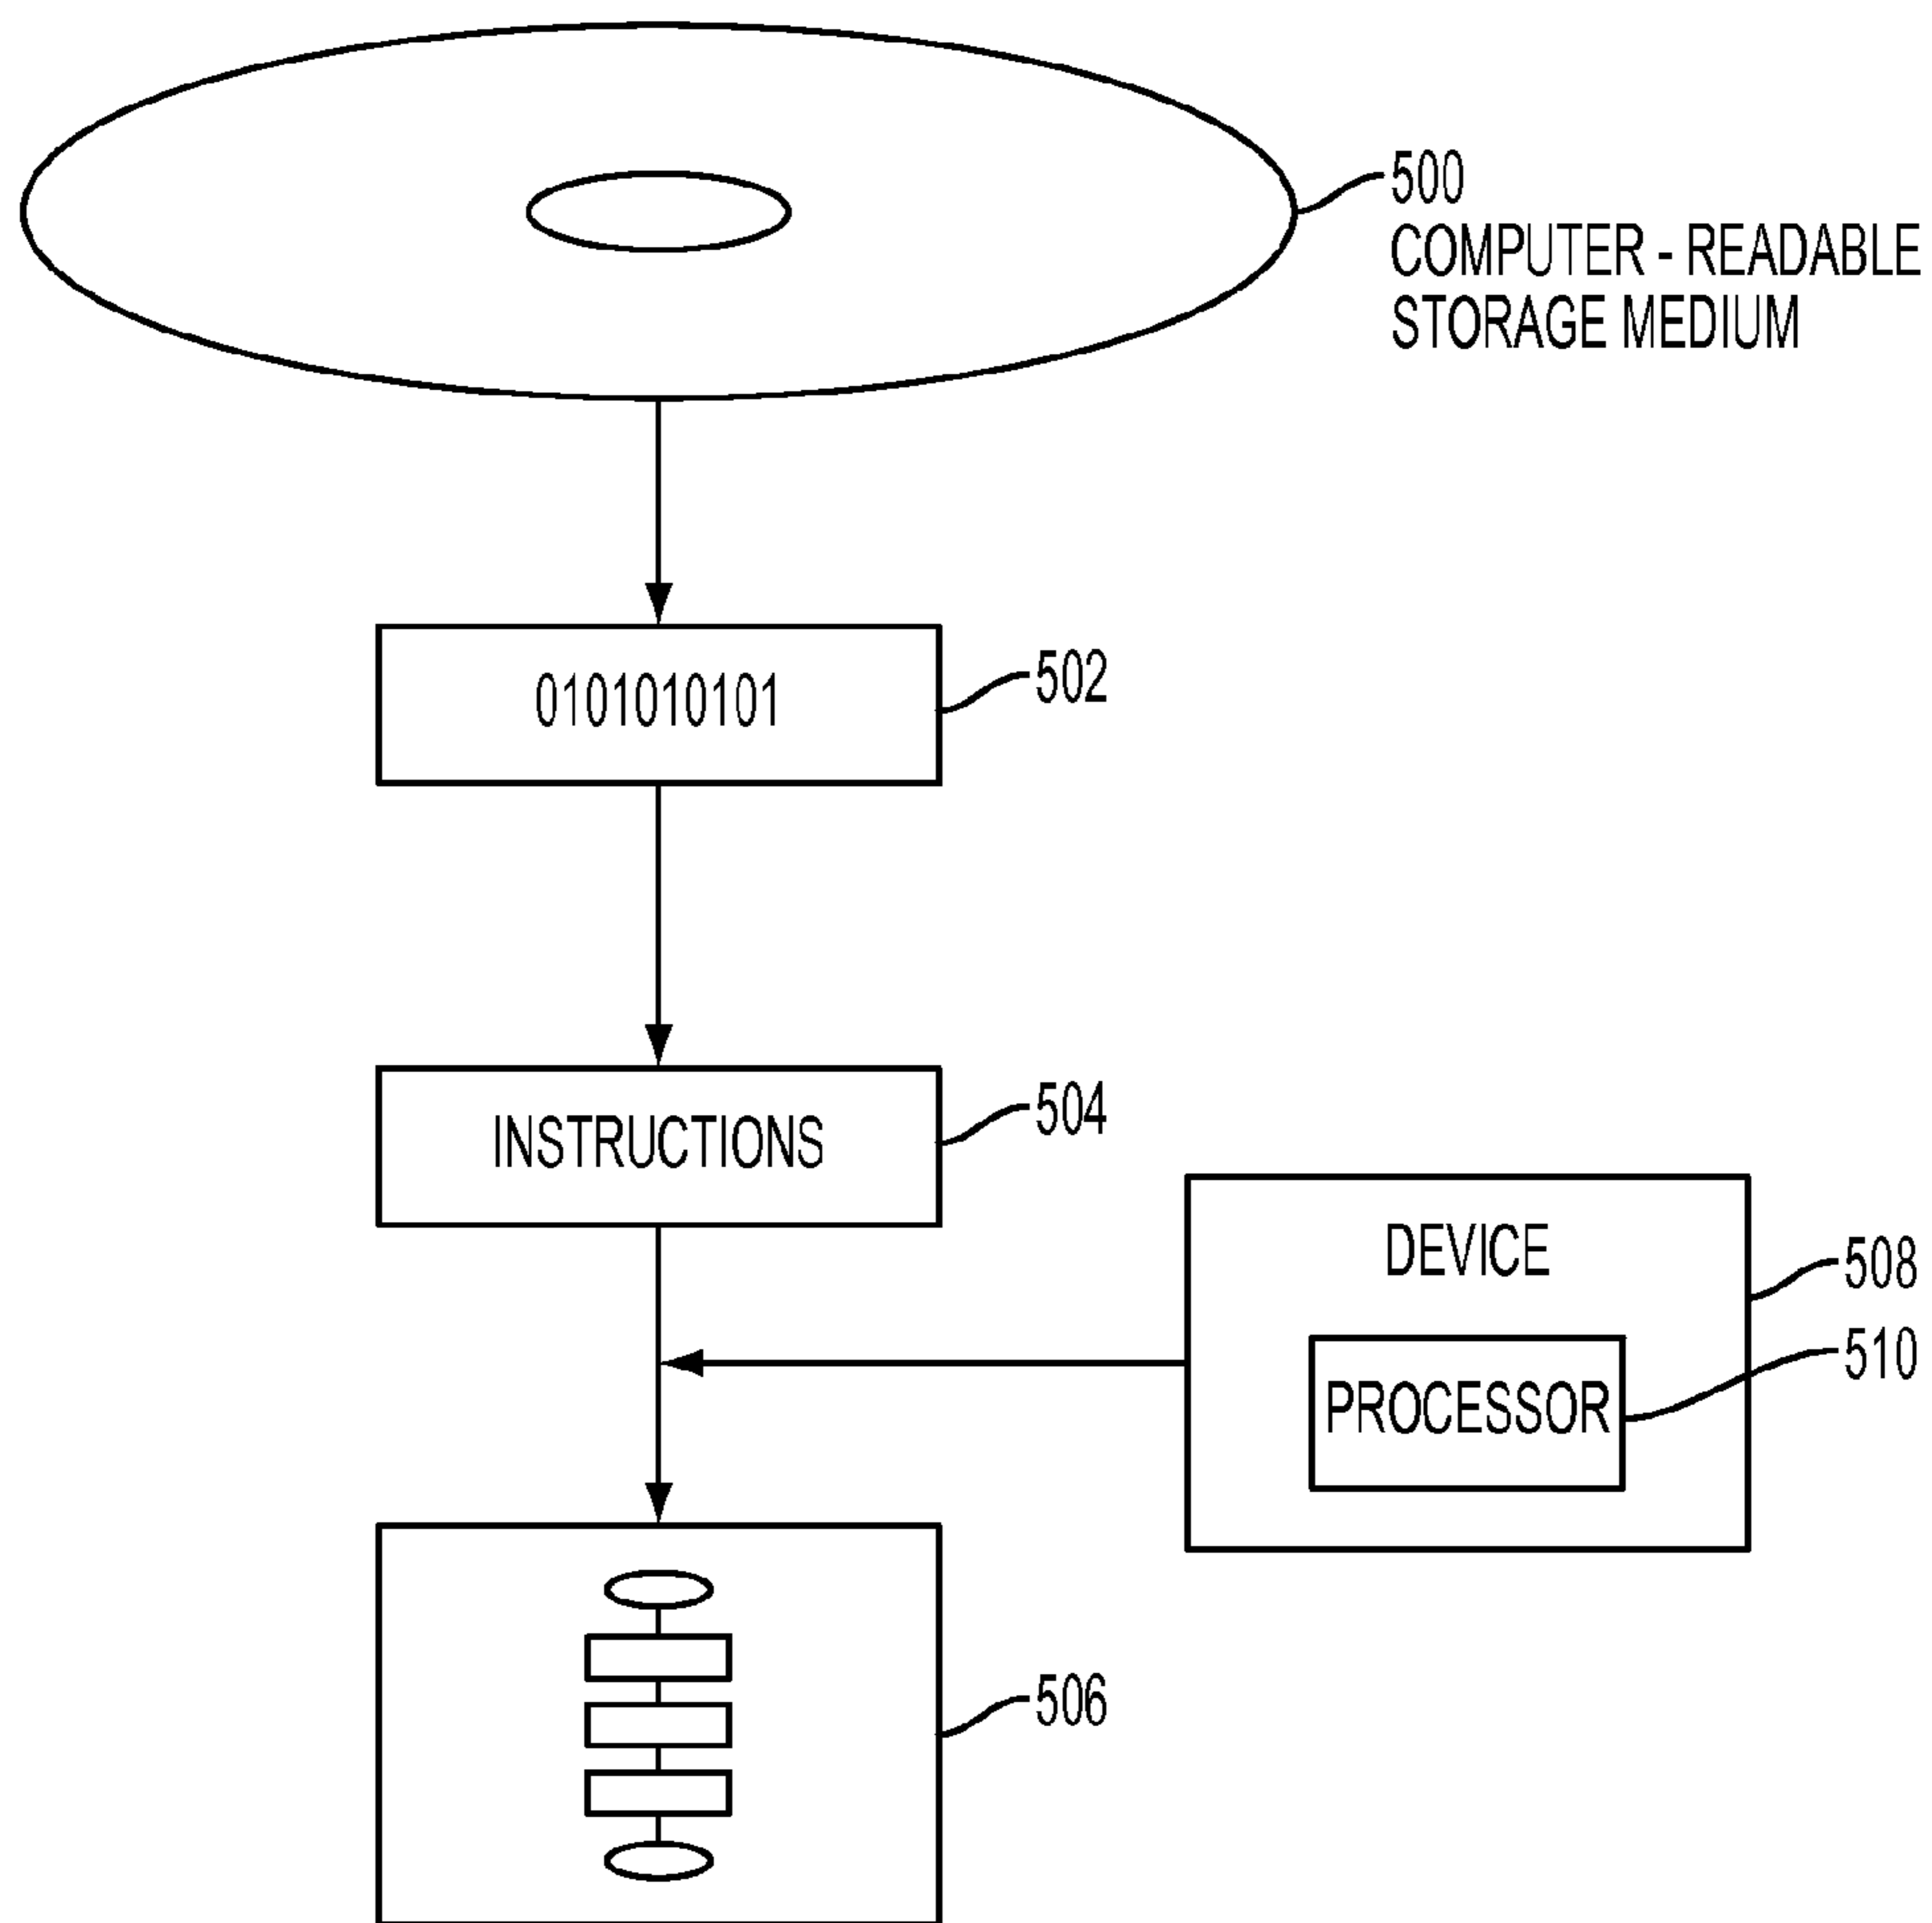 500
COMPUTER - READABLE
STORAGE MEDIUM
0101010101
502
INSTRUCTIONS
504
DEVICE
508
PROCESSOR
510
506